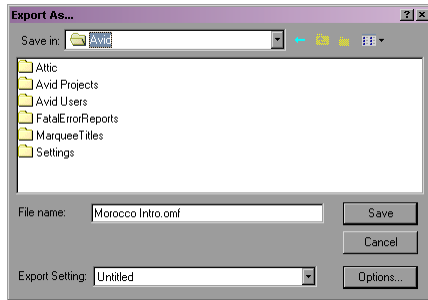 Export As...
Save in: Avid
Attic
Avid Projects
Avid Users
FatalErrorReports
MarqueeTitles
Settings
File name: Morocco Intro.omf Save
Cancel
Export Setting: Untitled Options...